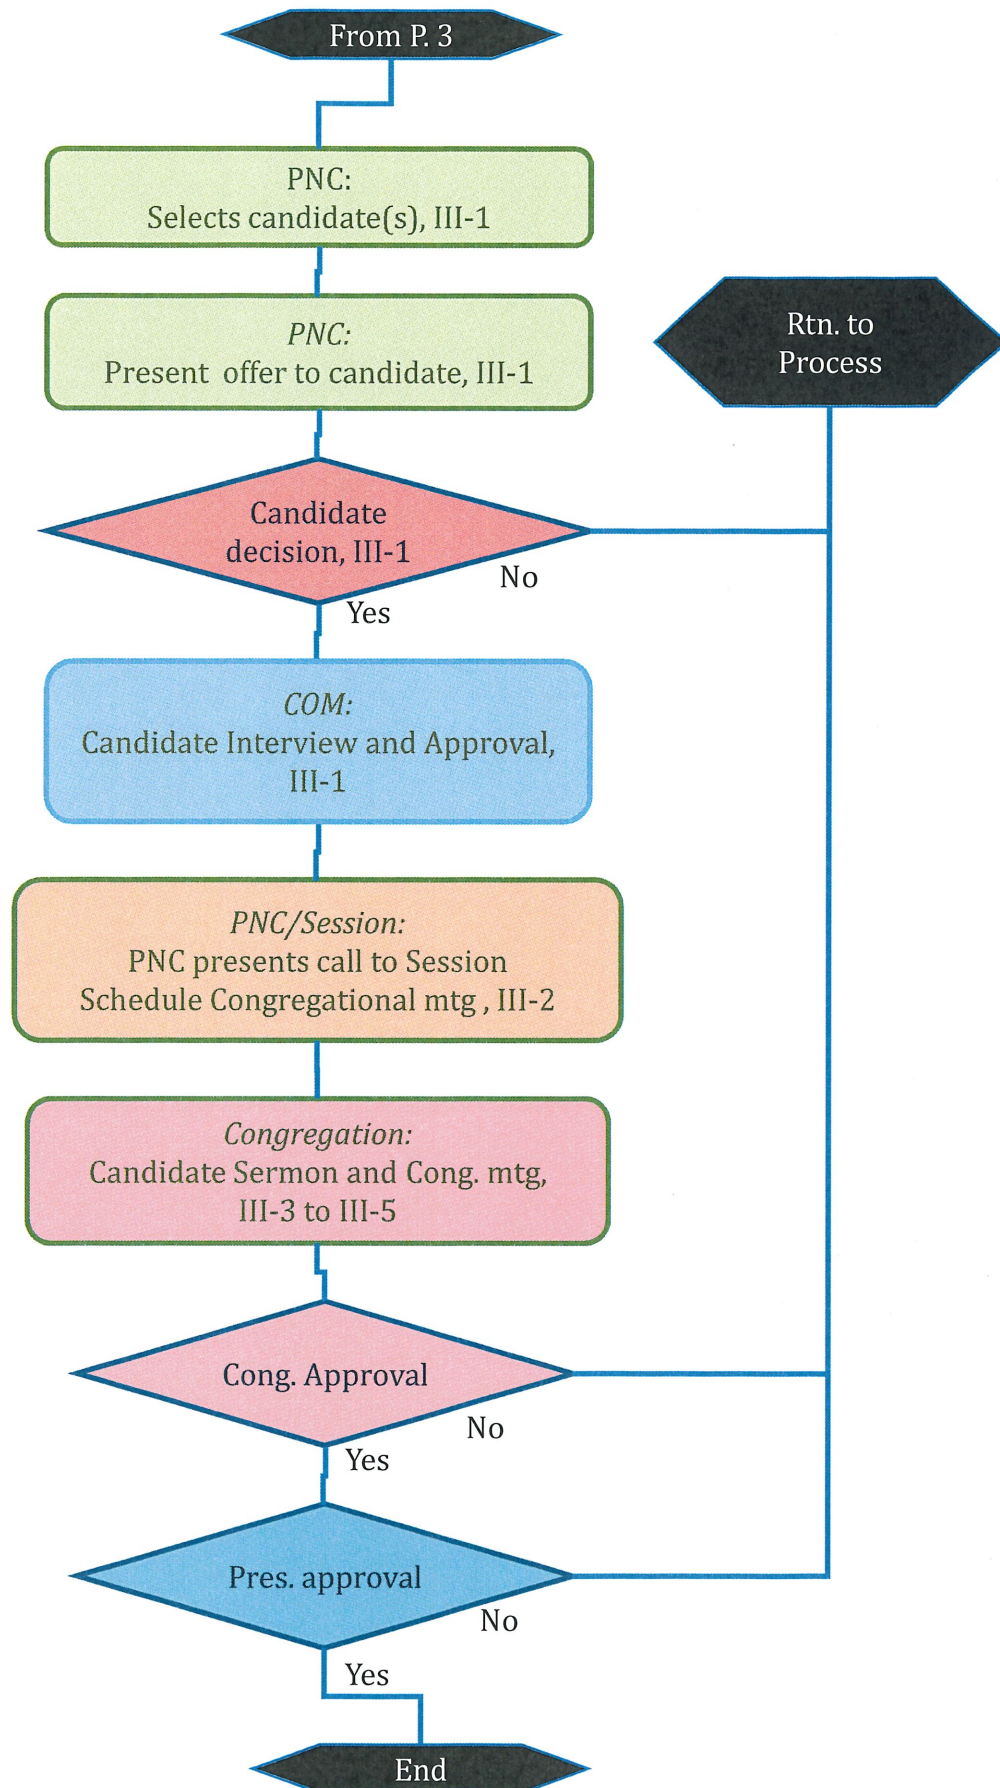 From P. 3
PNC:
Selects candidate(s), III-1
PNC:
Present offer to candidate, III-1
Rtn. to
Process
Candidate
decision, III-1
No
Yes
COM:
Candidate Interview and Approval,
III-1
PNC/Session:
PNC presents call to Session
Schedule Congregational mtg , III-2
Congregation:
Candidate Sermon and Cong. mtg,
III-3 to III-5
Cong. Approval
No
Yes
Pres. approval
No
Yes
End